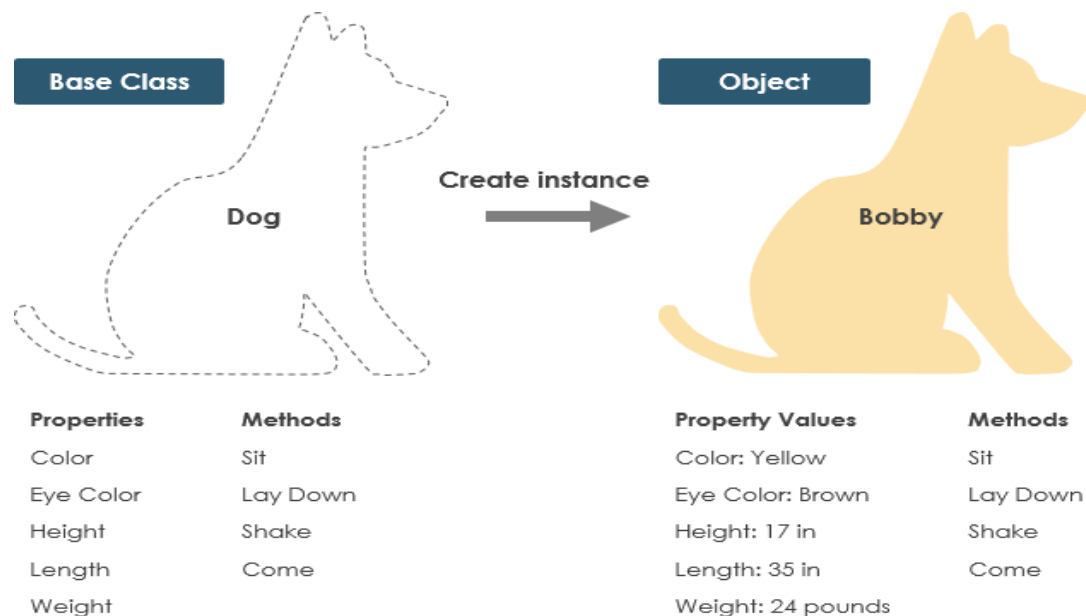 Base Class
Object
Create instance
Dog
Bobby
Properties Methods
Color Sit
Eye Color Lay Down
Height Shake
Length Come
Weight
Property Values Methods
Color: Yellow Sit
Eye Color: Brown Lay Down
Height: 17 in Shake
Length: 35 in Come
Weight: 24 pounds